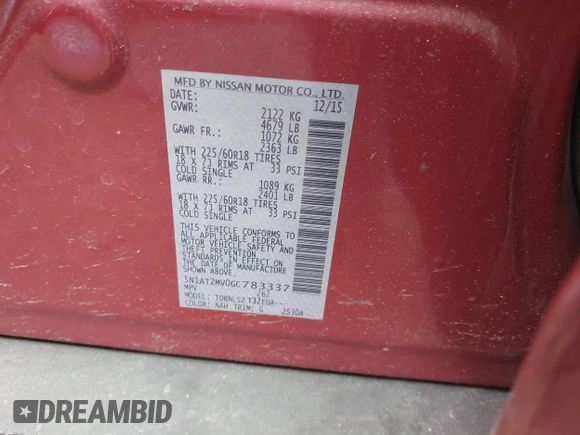 MFD BY NISSAN MOTOR CO., LTD.
DATE: 12/15
GVWR: 2122 KG
4679 LB
GAWR FR.: 1072 KG
2363 LB
WITH 225/60R18 TIRES
18 X 7J RIMS AT 33 PSI
COLD SINGLE
GAWR RR.: 1089 KG
2401 LB
WITH 225/60R18 TIRES
18 X 7J RIMS AT 33 PSI
COLD SINGLE
THIS VEHICLE CONFORMS TO
ALL APPLICABLE FEDERAL
MOTOR VEHICLE SAFETY AND
THEFT PREVENTION
STANDARDS IN EFFECT ON
THE DATE OF MANUFACTURE
SHOWN ABOVE.
5N1AT2MV0GC783337
MPV /62
MODEL:
COLOR: NAH TRIM: G 2530A
DREAMBID